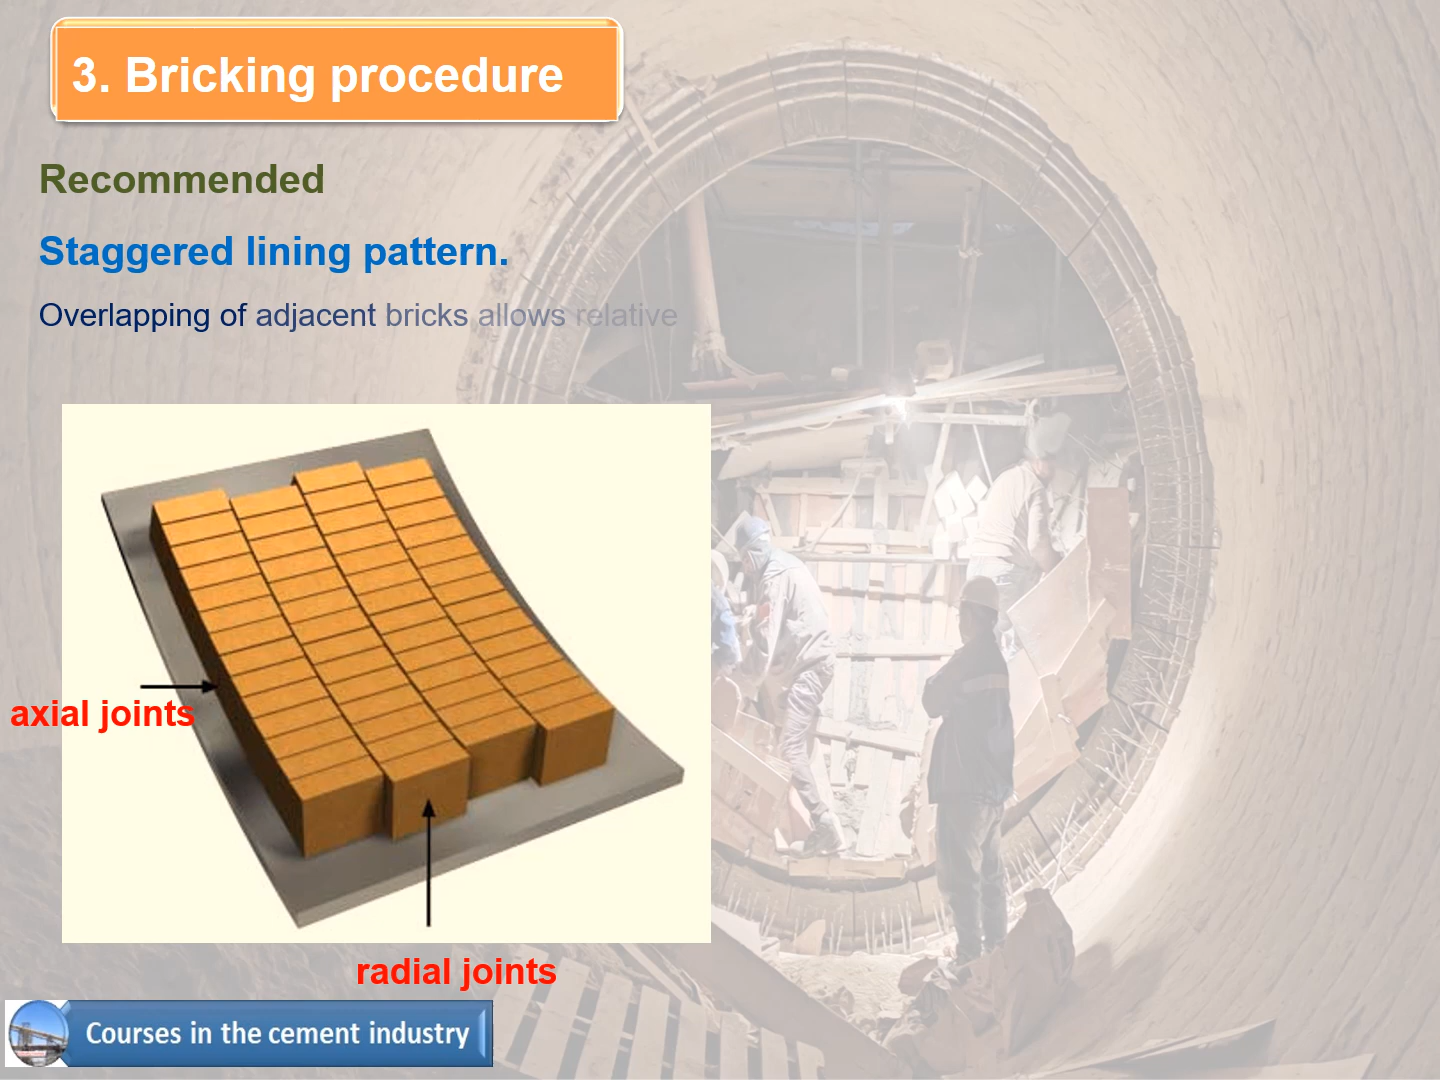 3. Bricking procedure
Recommended
Staggered lining pattern.
Overlapping of adjacent bricks allows relative
axial joints
radial joints
Courses in the cement industry